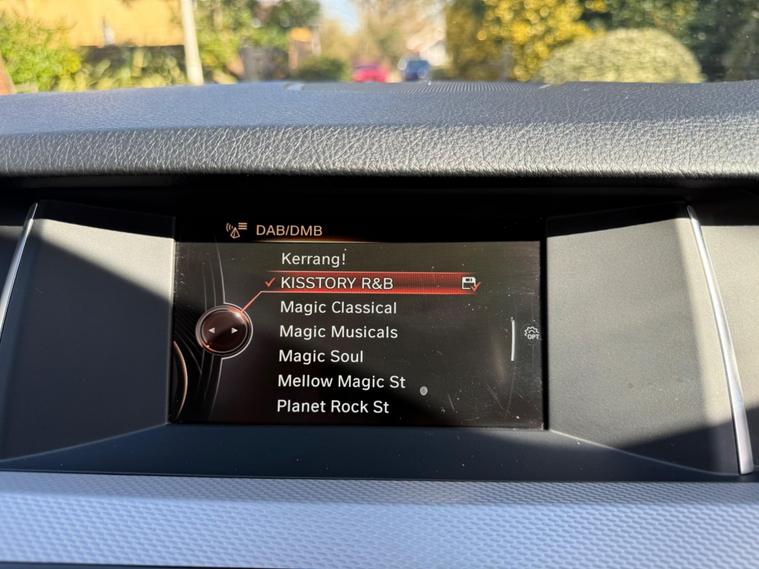 DAB/DMB
Kerrang!
KISSTORY R&B
Magic Classical
Magic Musicals
Magic Soul
OPT
Mellow Magic St
Planet Rock St